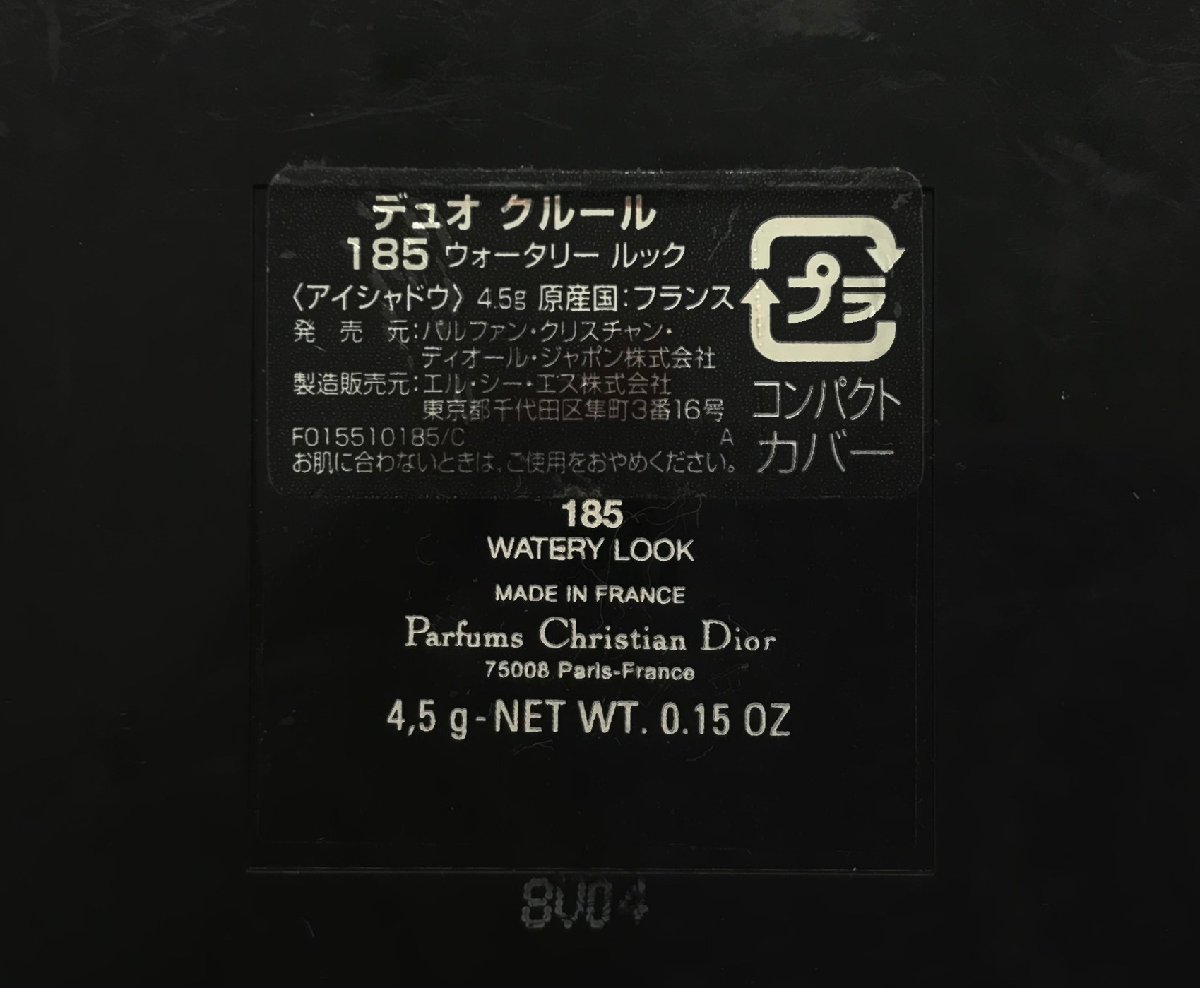 デュオ クルール
185 ウォータリー ルック
〈アイシャドウ〉 4.5g 原産国:フランス
発 売 元:パルファン・クリスチャン・
ディオール・ジャポン株式会社
製造販売元:エル・シー・エス株式会社
東京都千代田区隼町3番16号
F015510185/C A
お肌に合わないときは、ご使用をおやめください。
プラ
コンパクト
カバー
185
WATERY LOOK
MADE IN FRANCE
Parfums Christian Dior
75008 Paris-France
4,5 g - NET WT. 0.15 OZ
8V04